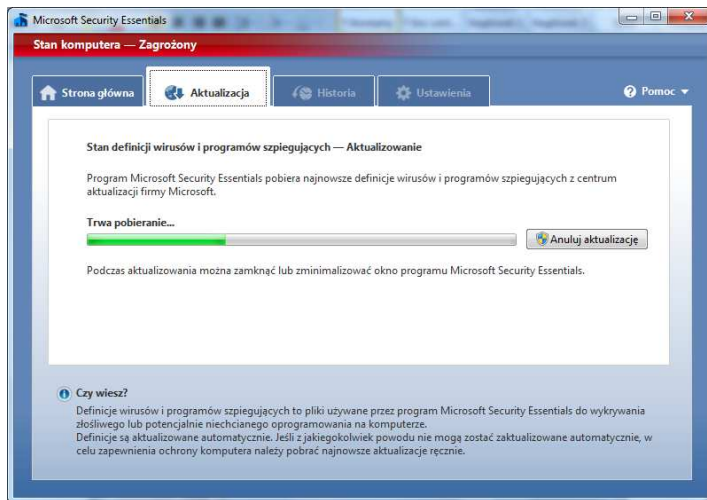 Microsoft Security Essentials
Stan komputera — Zagrożony
Strona główna
Aktualizacja
Historia
Ustawienia
Pomoc
Stan definicji wirusów i programów szpiegujących — Aktualizowanie
Program Microsoft Security Essentials pobiera najnowsze definicje wirusów i programów szpiegujących z centrum
aktualizacji firmy Microsoft.
Trwa pobieranie...
Anuluj aktualizację
Podczas aktualizowania można zamknąć lub zminimalizować okno programu Microsoft Security Essentials.
Czy wiesz?
Definicje wirusów i programów szpiegujących to pliki używane przez program Microsoft Security Essentials do wykrywania
złośliwego lub potencjalnie niechcianego oprogramowania na komputerze.
Definicje są aktualizowane automatycznie. Jeśli z jakiegokolwiek powodu nie mogą zostać zaktualizowane automatycznie, w
celu zapewnienia ochrony komputera należy pobrać najnowsze aktualizacje ręcznie.